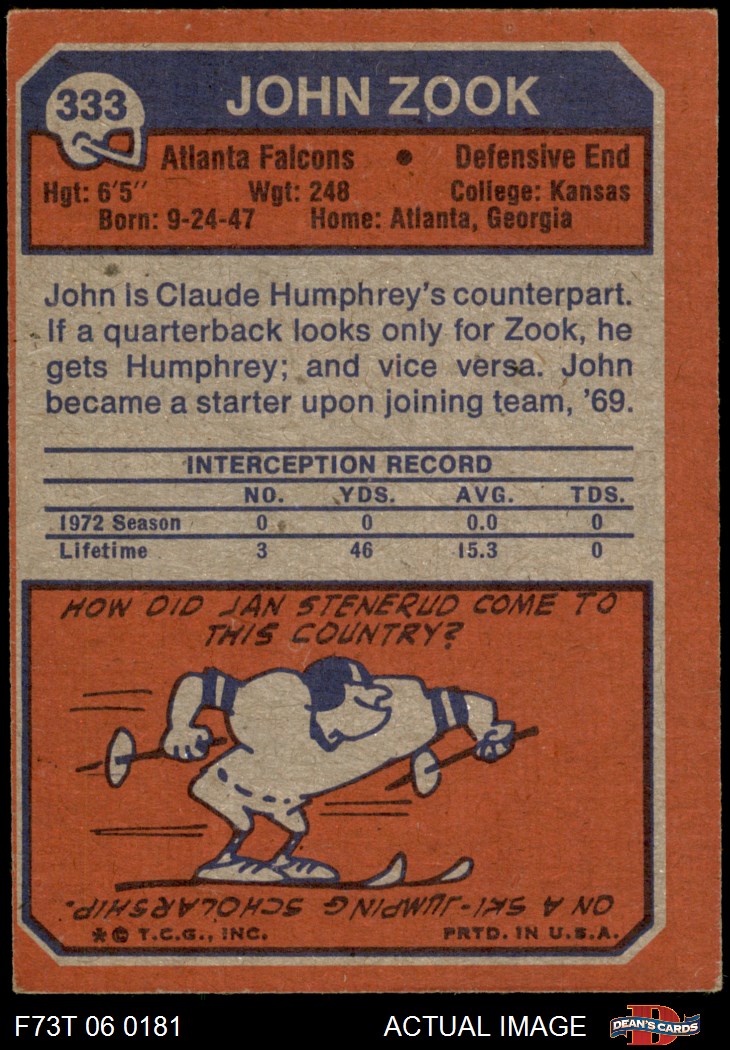 333
JOHN ZOOK
Atlanta Falcons • Defensive End
Hgt: 6'5" Wgt: 248 College: Kansas
Born: 9-24-47 Home: Atlanta, Georgia
John is Claude Humphrey's counterpart.
If a quarterback looks only for Zook, he
gets Humphrey; and vice versa. John
became a starter upon joining team, '69.
INTERCEPTION RECORD
NO. YDS. AVG. TDS.
1972 Season 0 0 0.0 0
Lifetime 3 46 15.3 0
HOW DID JAN STENERUD COME TO
THIS COUNTRY?
ON A SKI-JUMPING SCHOLARSHIP.
*© T.C.G., INC. PRTD. IN U.S.A.
F73T 06 0181 ACTUAL IMAGE D DEAN'S CARDS